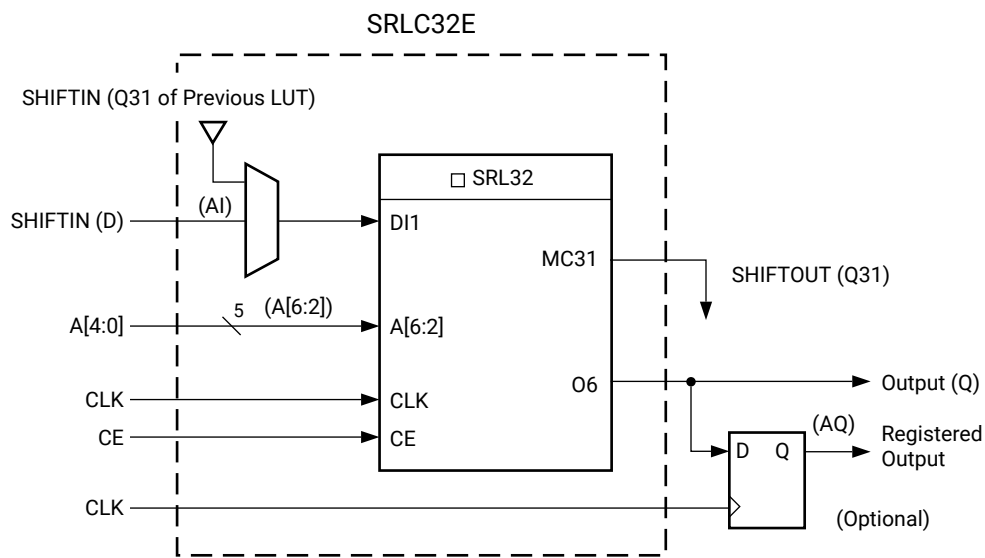 SRLC32E
SHIFTIN (Q31 of Previous LUT)
SRL32
(AI)
SHIFTIN (D)
DI1
MC31
SHIFTOUT (Q31)
5
(A[6:2])
A[4:0]
A[6:2]
O6
Output (Q)
CLK
CLK
(AQ)
CE
CE
D
Q
Registered
Output
CLK
(Optional)